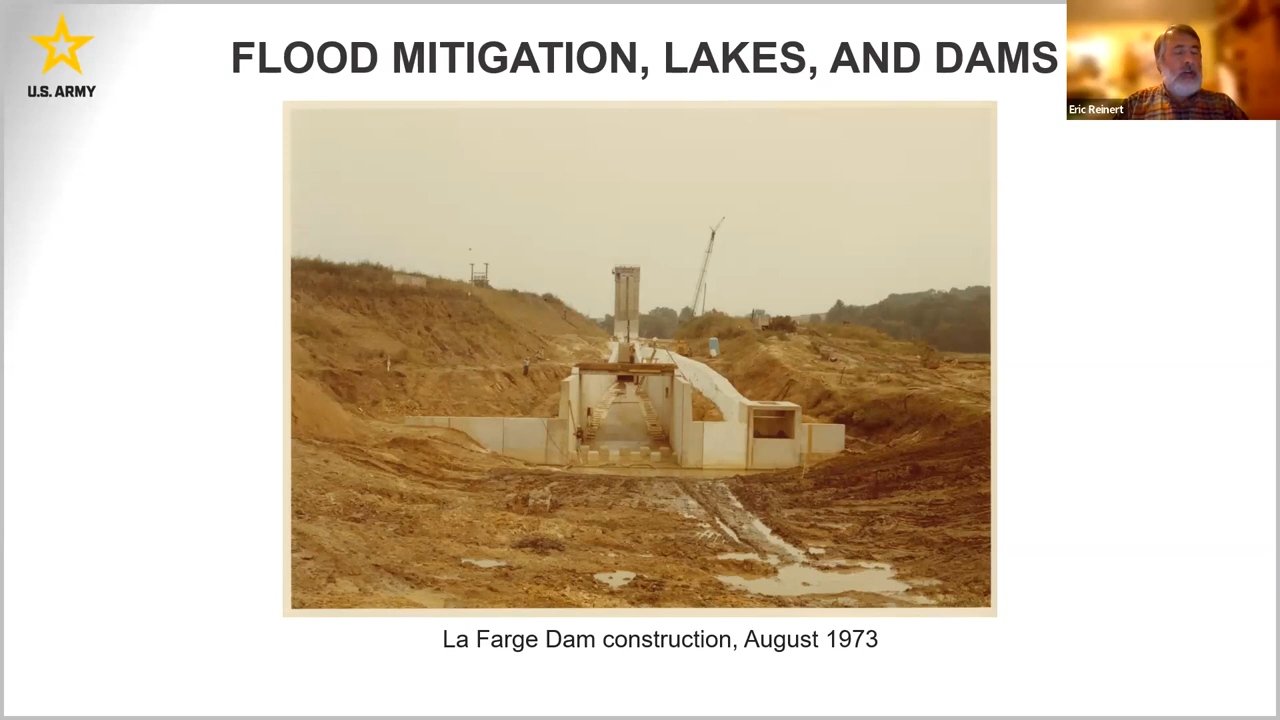 FLOOD MITIGATION, LAKES, AND DAMS
U.S. ARMY
Eric Reinert
La Farge Dam construction, August 1973